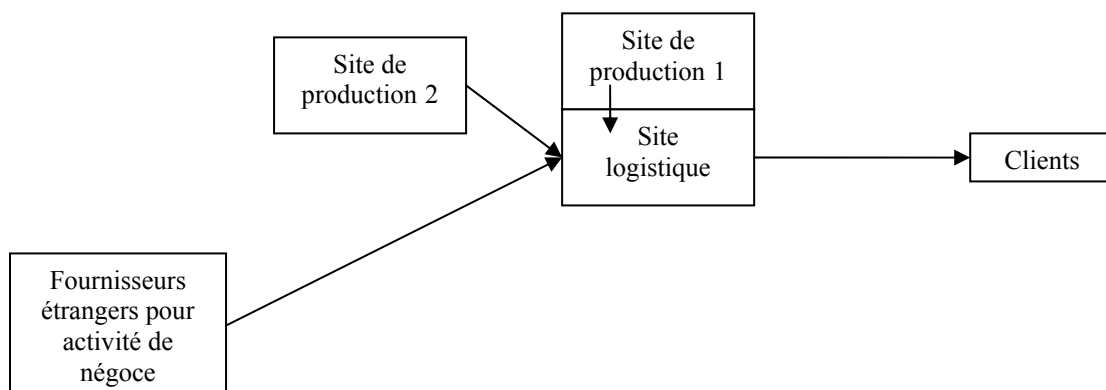 Site de
production 2
Site de
production 1
Site
logistique
Clients
Fournisseurs
étrangers pour
activité de
négoce